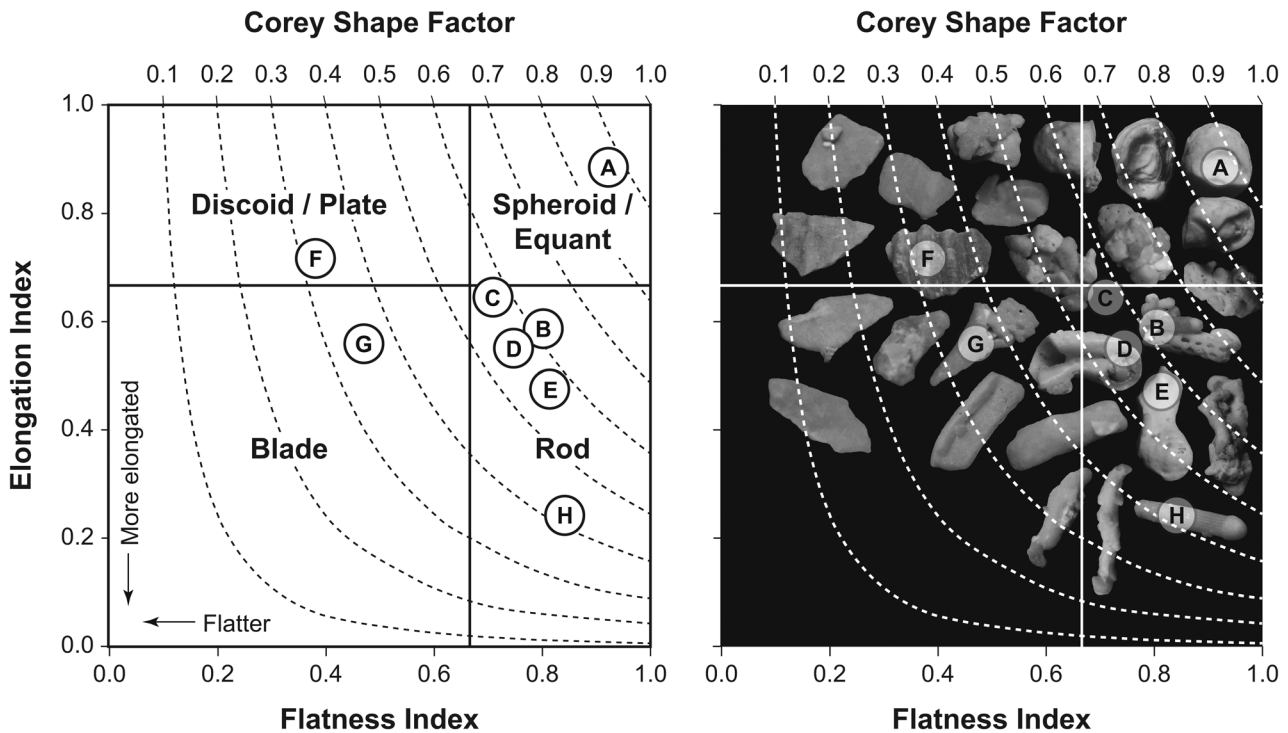 Corey Shape Factor
0.1 0.2 0.3 0.4 0.5 0.6 0.7 0.8 0.9 1.0
1.0
0.8
0.6
0.4
0.2
0.0
Elongation Index
More elongated
Flatter
Discoid / Plate
Spheroid /
Equant
Blade
Rod
A
F
C
B
G
D
E
H
0.0 0.2 0.4 0.6 0.8 1.0
Flatness Index
Corey Shape Factor
0.1 0.2 0.3 0.4 0.5 0.6 0.7 0.8 0.9 1.0
A
F
C
B
G
D
E
H
0.0 0.2 0.4 0.6 0.8 1.0
Flatness Index